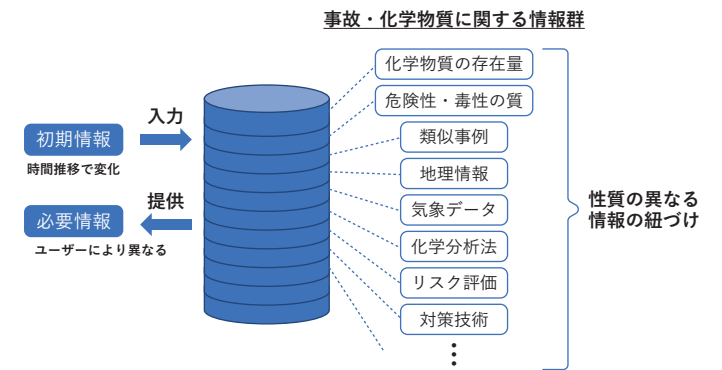 事故・化学物質に関する情報群
化学物質の存在量
危険性・毒性の質
類似事例
地理情報
気象データ
化学分析法
リスク評価
対策技術
入力
初期情報
時間推移で変化
提供
必要情報
ユーザーにより異なる
性質の異なる
情報の紐づけ